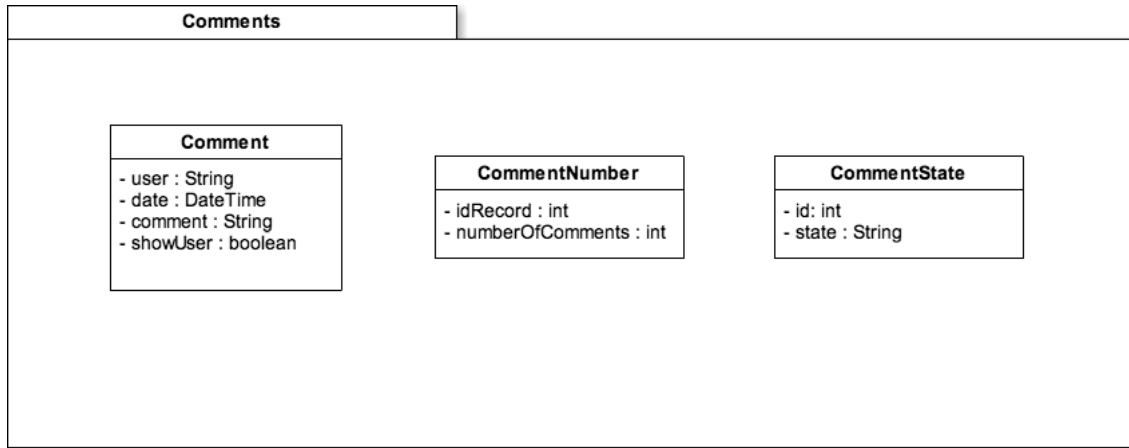 Comments
Comment
- user : String
- date : DateTime
- comment : String
- showUser : boolean
CommentNumber
- idRecord : int
- numberOfComments : int
CommentState
- id: int
- state : String